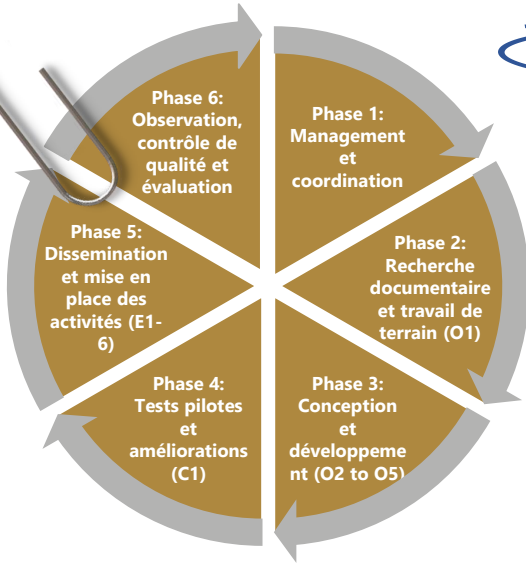 Phase 1:
Management
et
coordination
Phase 2:
Recherche
documentaire
et travail de
terrain (O1)
Phase 3:
Conception
et
développeme
nt (O2 to O5)
Phase 4:
Tests pilotes
et
améliorations
(C1)
Phase 5:
Dissemination
et mise en
place des
activités (E1-
6)
Phase 6:
Observation,
contrôle de
qualité et
évaluation